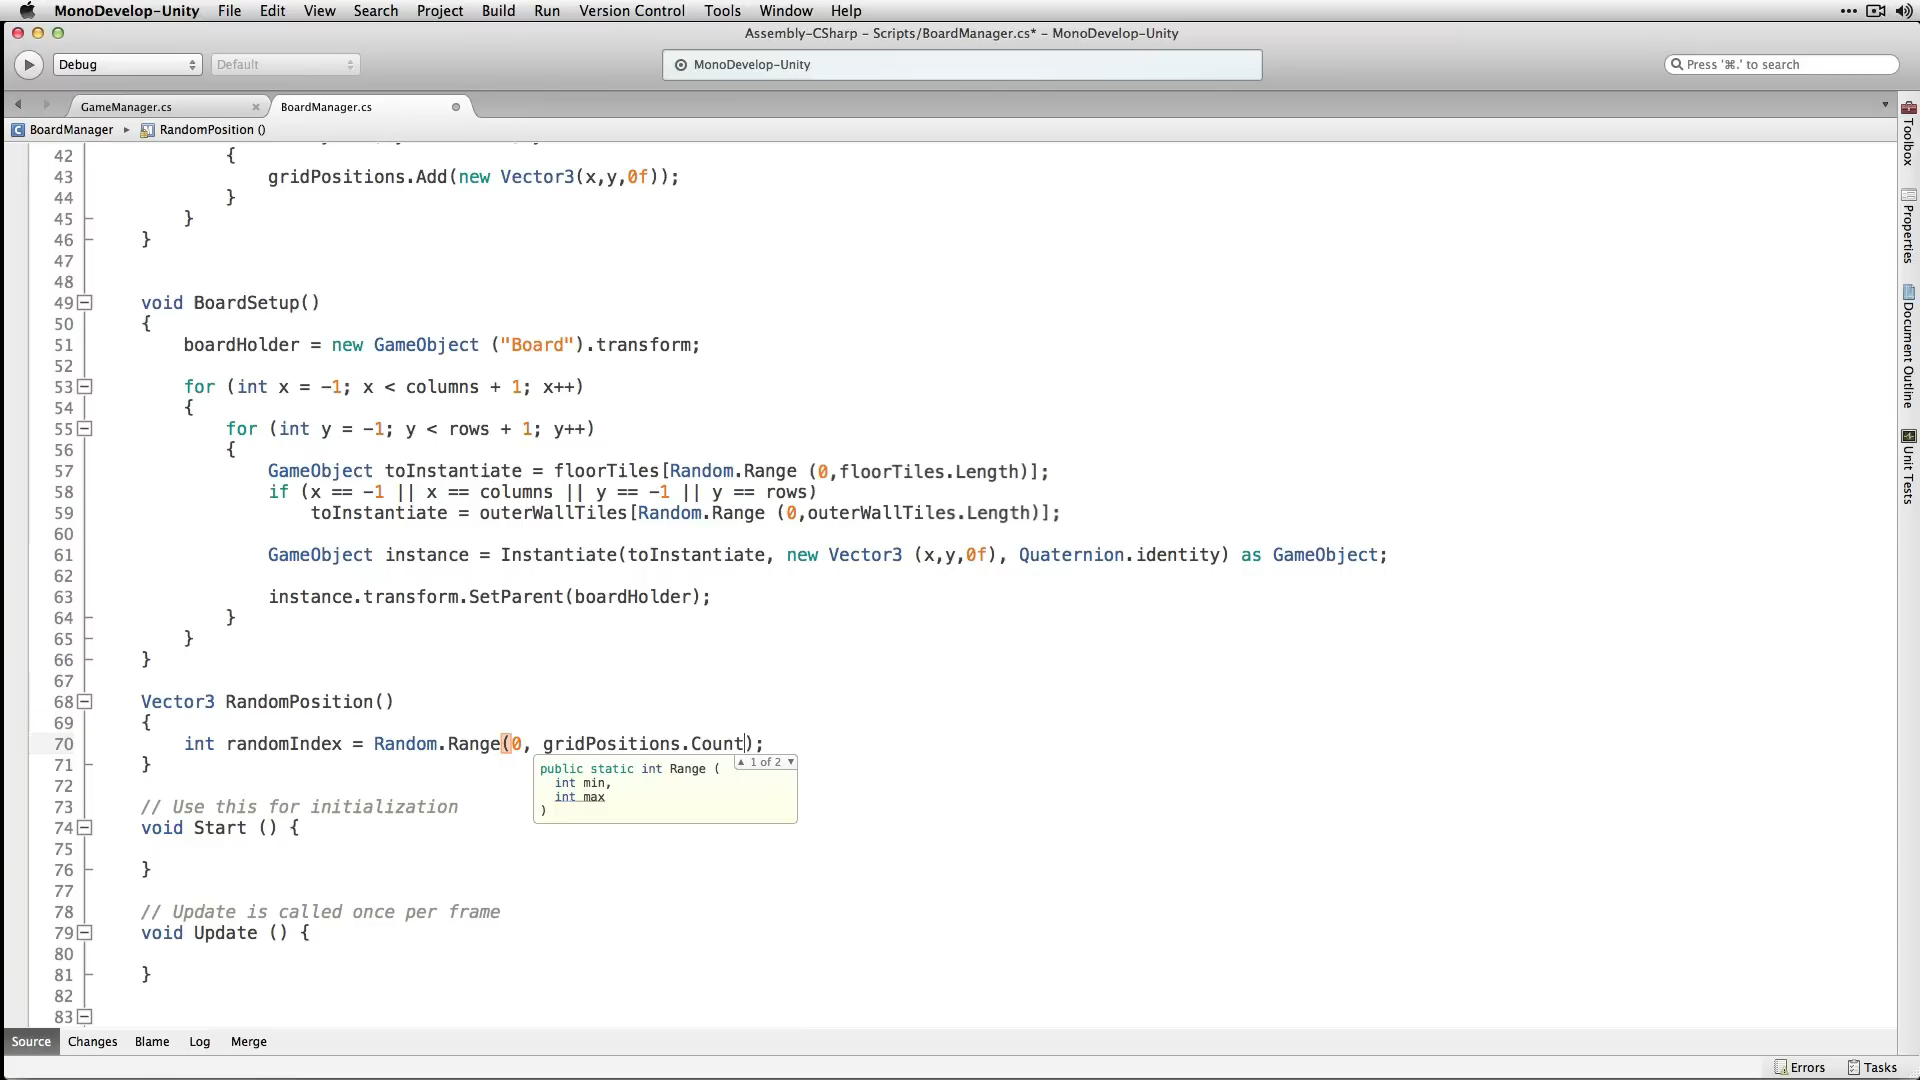 MonoDevelop-Unity File Edit View Search Project Build Run Version Control Tools Window Help
Assembly-CSharp – Scripts/BoardManager.cs* – MonoDevelop-Unity
Debug Default MonoDevelop-Unity Press '⌘.' to search
GameManager.cs BoardManager.cs
BoardManager RandomPosition ()
42 {
43 gridPositions.Add(new Vector3(x,y,0f));
44 }
45 }
46 }
47
48
49 void BoardSetup()
50 {
51 boardHolder = new GameObject ("Board").transform;
52
53 for (int x = -1; x < columns + 1; x++)
54 {
55 for (int y = -1; y < rows + 1; y++)
56 {
57 GameObject toInstantiate = floorTiles[Random.Range (0,floorTiles.Length)];
58 if (x == -1 || x == columns || y == -1 || y == rows)
59 toInstantiate = outerWallTiles[Random.Range (0,outerWallTiles.Length)];
60
61 GameObject instance = Instantiate(toInstantiate, new Vector3 (x,y,0f), Quaternion.identity) as GameObject;
62
63 instance.transform.SetParent(boardHolder);
64 }
65 }
66 }
67
68 Vector3 RandomPosition()
69 {
70 int randomIndex = Random.Range(0, gridPositions.Count);
71 }
▲ 1 of 2 ▼
public static int Range (
int min,
int max
)
72
73 // Use this for initialization
74 void Start () {
75
76 }
77
78 // Update is called once per frame
79 void Update () {
80
81 }
82
83
Toolbox
Properties
Document Outline
Unit Tests
Source Changes Blame Log Merge
Errors Tasks